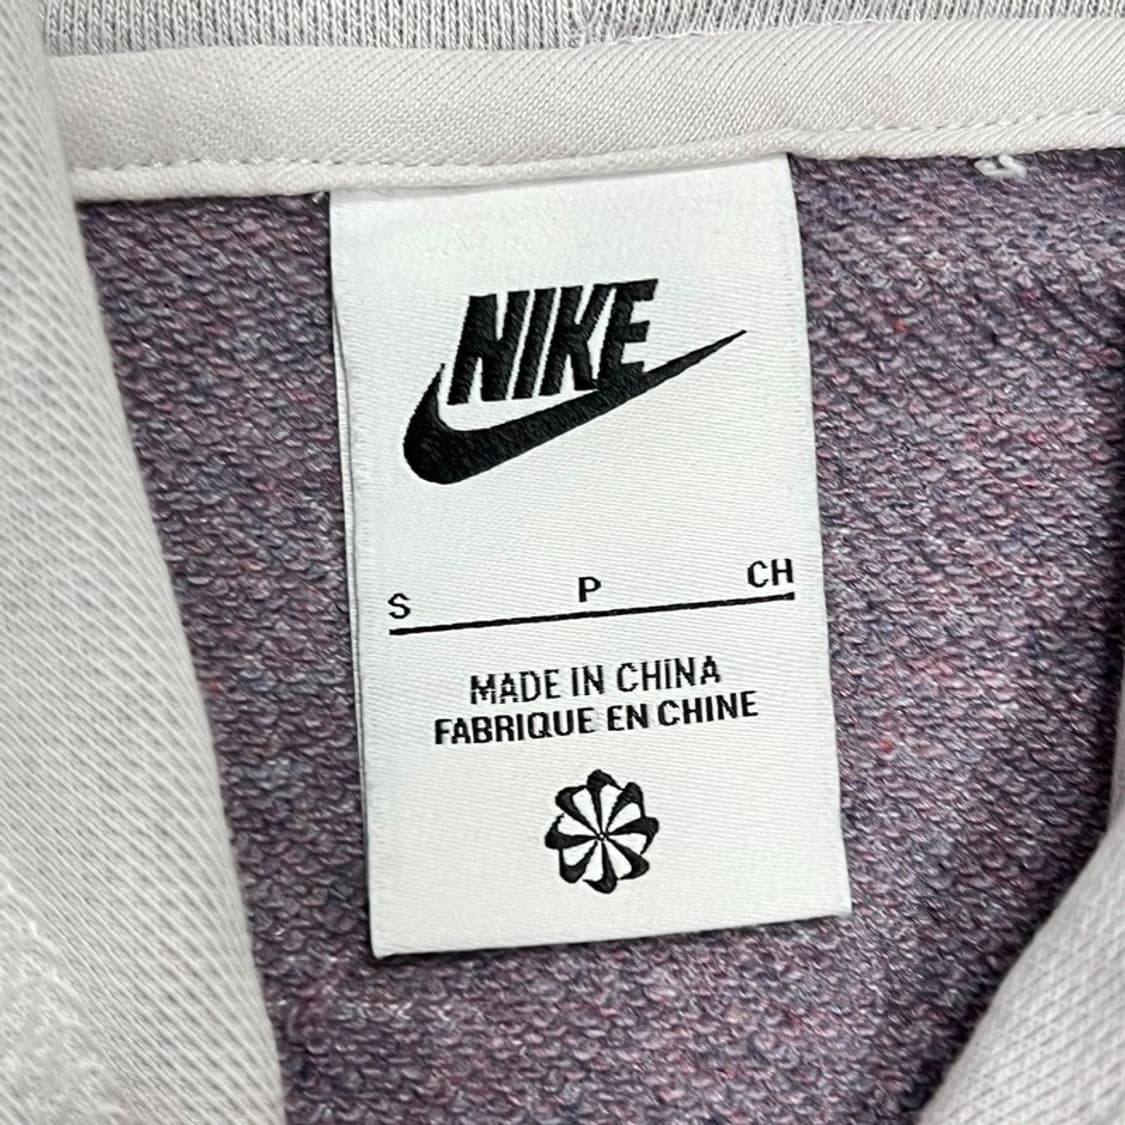 NIKE
S P CH
MADE IN CHINA
FABRIQUE EN CHINE